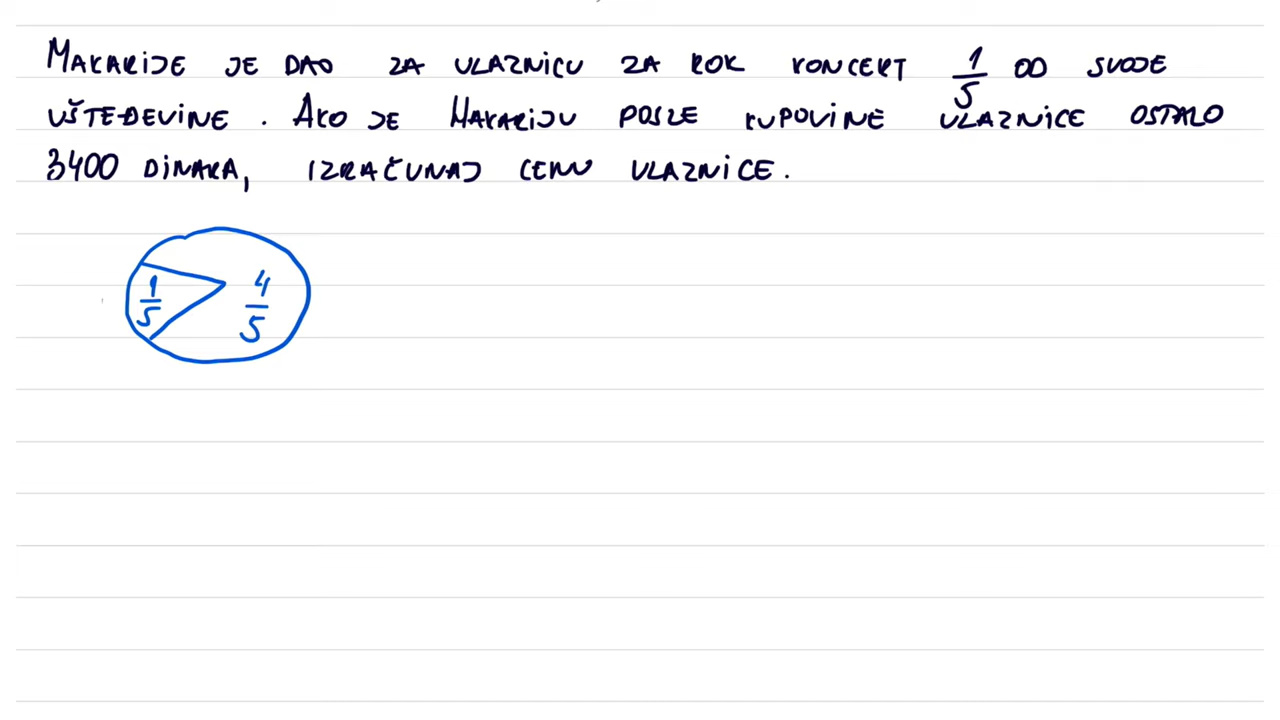 MAKARIJE JE DAO ZA ULAZNICU ZA ROK KONCERT 1/5 OD SVOJE
UŠTEĐEVINE. AKO JE MAKARIJU POSLE KUPOVINE ULAZNICE OSTALO
3400 DINARA, IZRAČUNAJ CENU ULAZNICE.
1/5 4/5